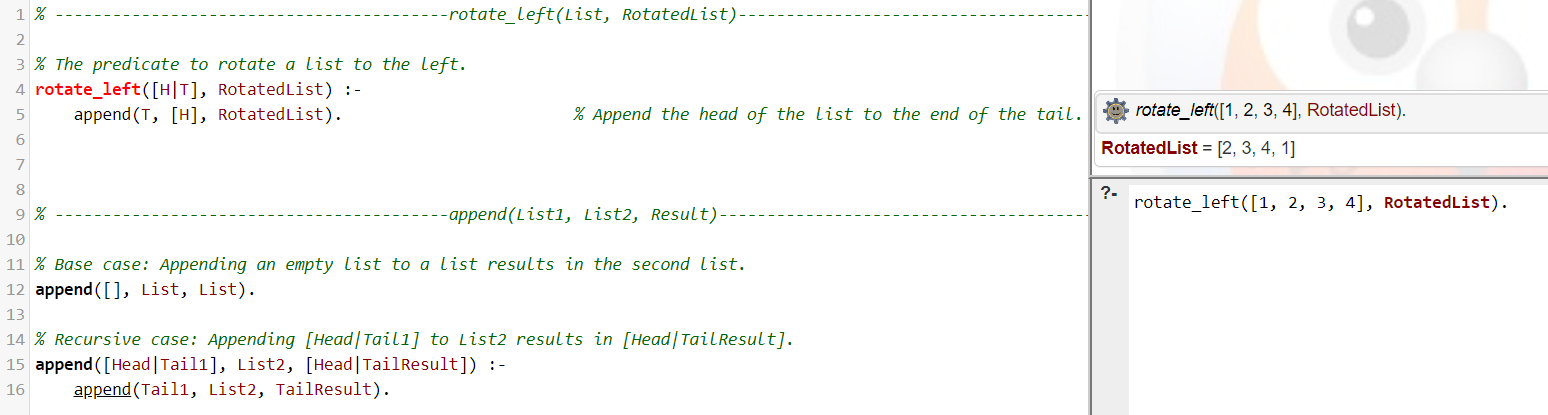 1 % -----------------------------------------rotate_left(List, RotatedList)------------------------------------
2
3 % The predicate to rotate a list to the left.
4 rotate_left([H|T], RotatedList) :-
5 append(T, [H], RotatedList). % Append the head of the list to the end of the tail.
6
7
8
9 % -----------------------------------------append(List1, List2, Result)--------------------------------------
10
11 % Base case: Appending an empty list to a list results in the second list.
12 append([], List, List).
13
14 % Recursive case: Appending [Head|Tail1] to List2 results in [Head|TailResult].
15 append([Head|Tail1], List2, [Head|TailResult]) :-
16 append(Tail1, List2, TailResult).
rotate_left([1, 2, 3, 4], RotatedList).
RotatedList = [2, 3, 4, 1]
?- rotate_left([1, 2, 3, 4], RotatedList).